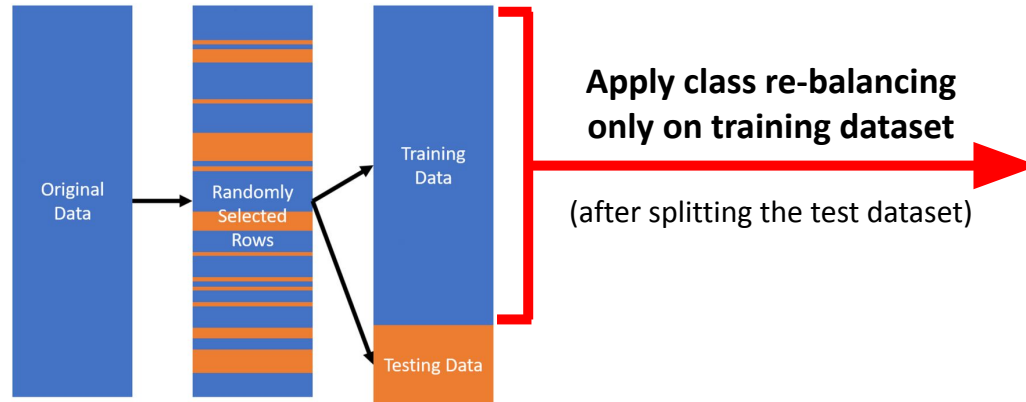 Original
Data
Randomly
Selected
Rows
Training
Data
Testing Data
Apply class re-balancing
only on training dataset
(after splitting the test dataset)